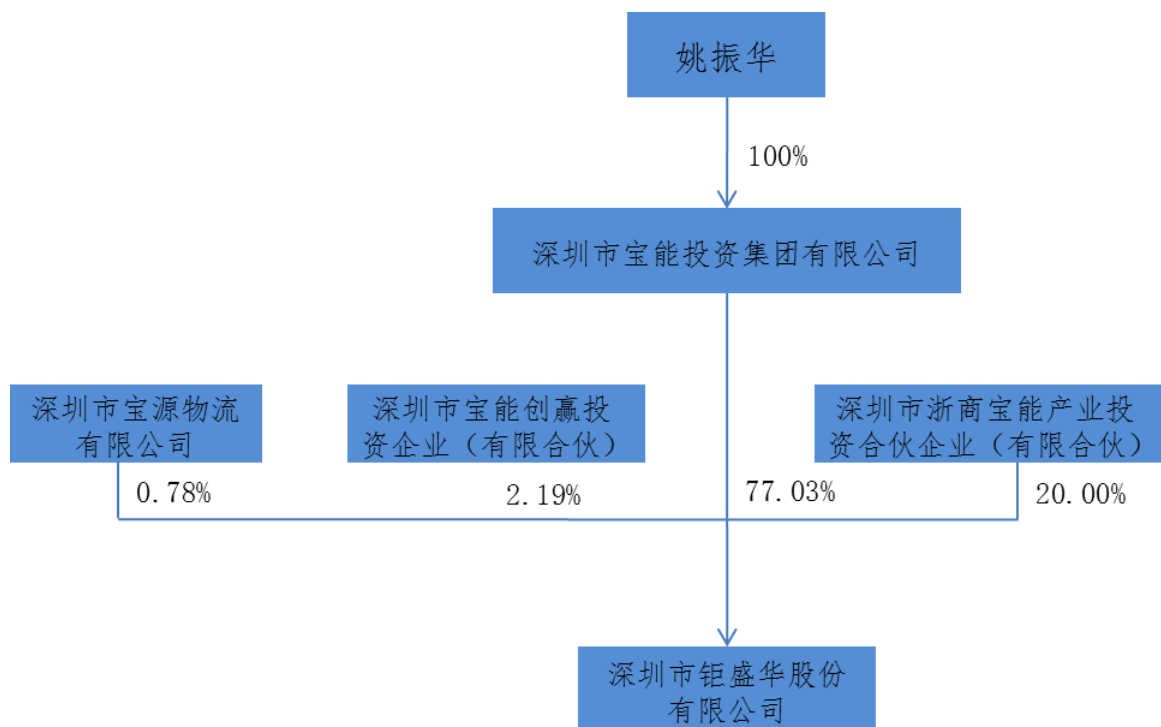 姚振华
100%
深圳市宝能投资集团有限公司
深圳市宝源物流
有限公司
深圳市宝能创赢投
资企业（有限合伙）
深圳市浙商宝能产业投
资合伙企业（有限合伙）
0.78%
2.19%
77.03%
20.00%
深圳市钜盛华股份
有限公司